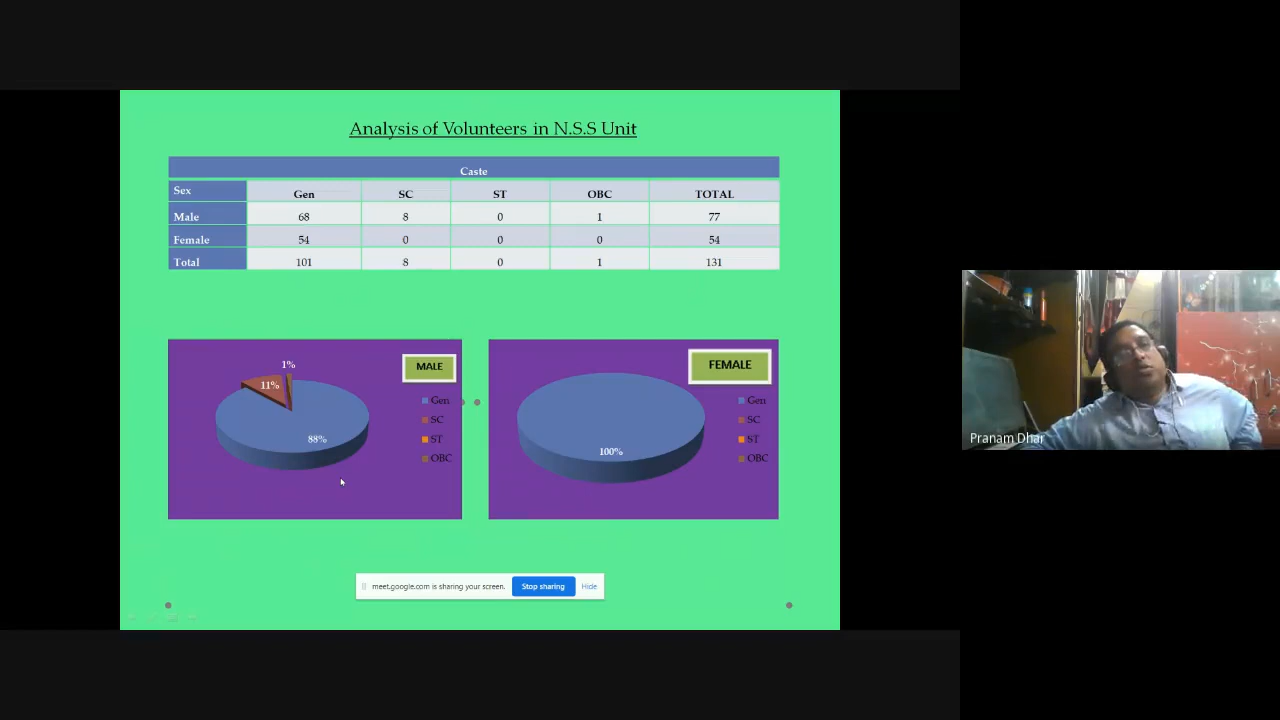 Analysis of Volunteers in N.S.S Unit
Caste
Sex Gen SC ST OBC TOTAL
Male 68 8 0 1 77
Female 54 0 0 0 54
Total 101 8 0 1 131
MALE
1%
11%
88%
Gen
SC
ST
OBC
FEMALE
100%
Gen
SC
ST
OBC
Pranam Dhar
meet.google.com is sharing your screen. Stop sharing Hide